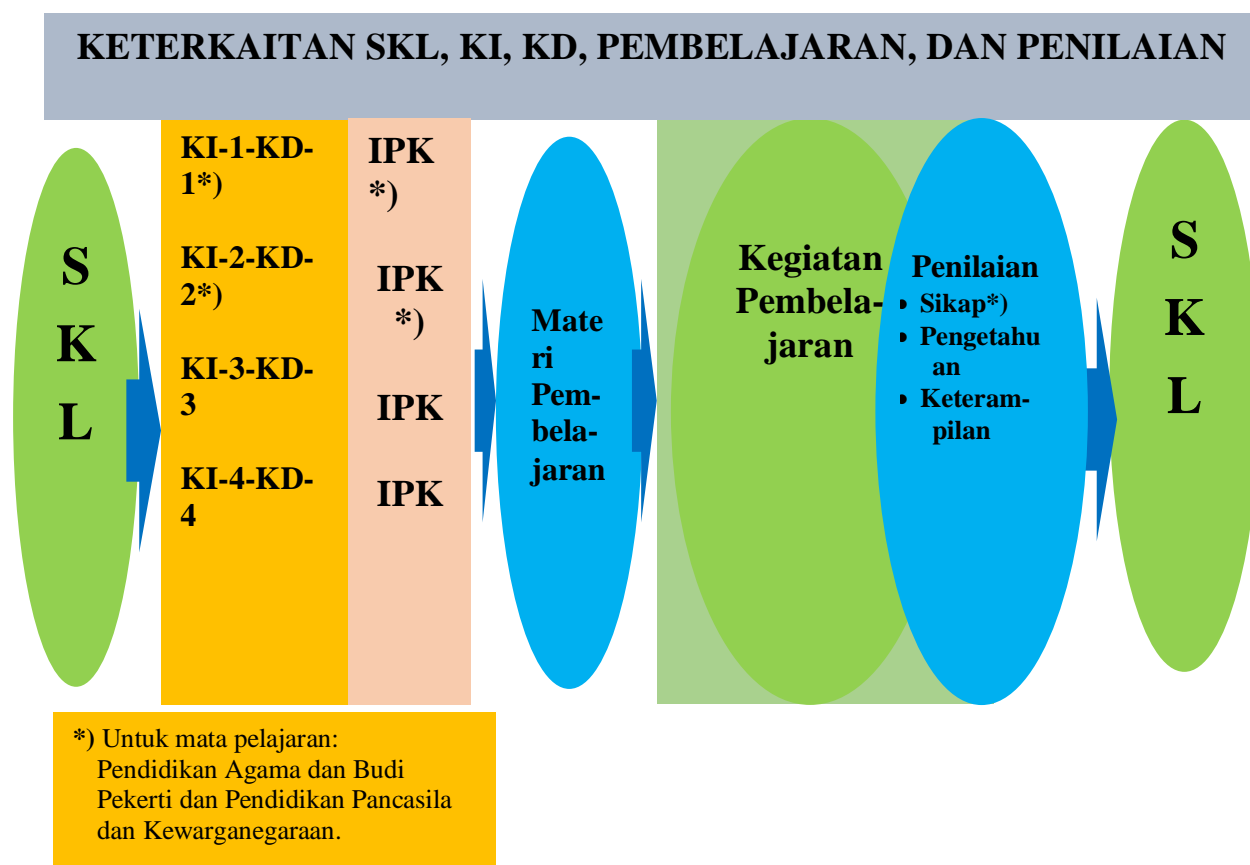 KETERKAITAN SKL, KI, KD, PEMBELAJARAN, DAN PENILAIAN
S
K
L
KI-1-KD-
1*)
KI-2-KD-
2*)
KI-3-KD-
3
KI-4-KD-
4
IPK
*)
IPK
*)
IPK
IPK
Mate
ri
Pem-
bela-
jaran
Kegiatan
Pembela-
jaran
Penilaian
• Sikap*)
• Pengetahu
an
• Keteram-
pilan
S
K
L
*) Untuk mata pelajaran:
Pendidikan Agama dan Budi
Pekerti dan Pendidikan Pancasila
dan Kewarganegaraan.